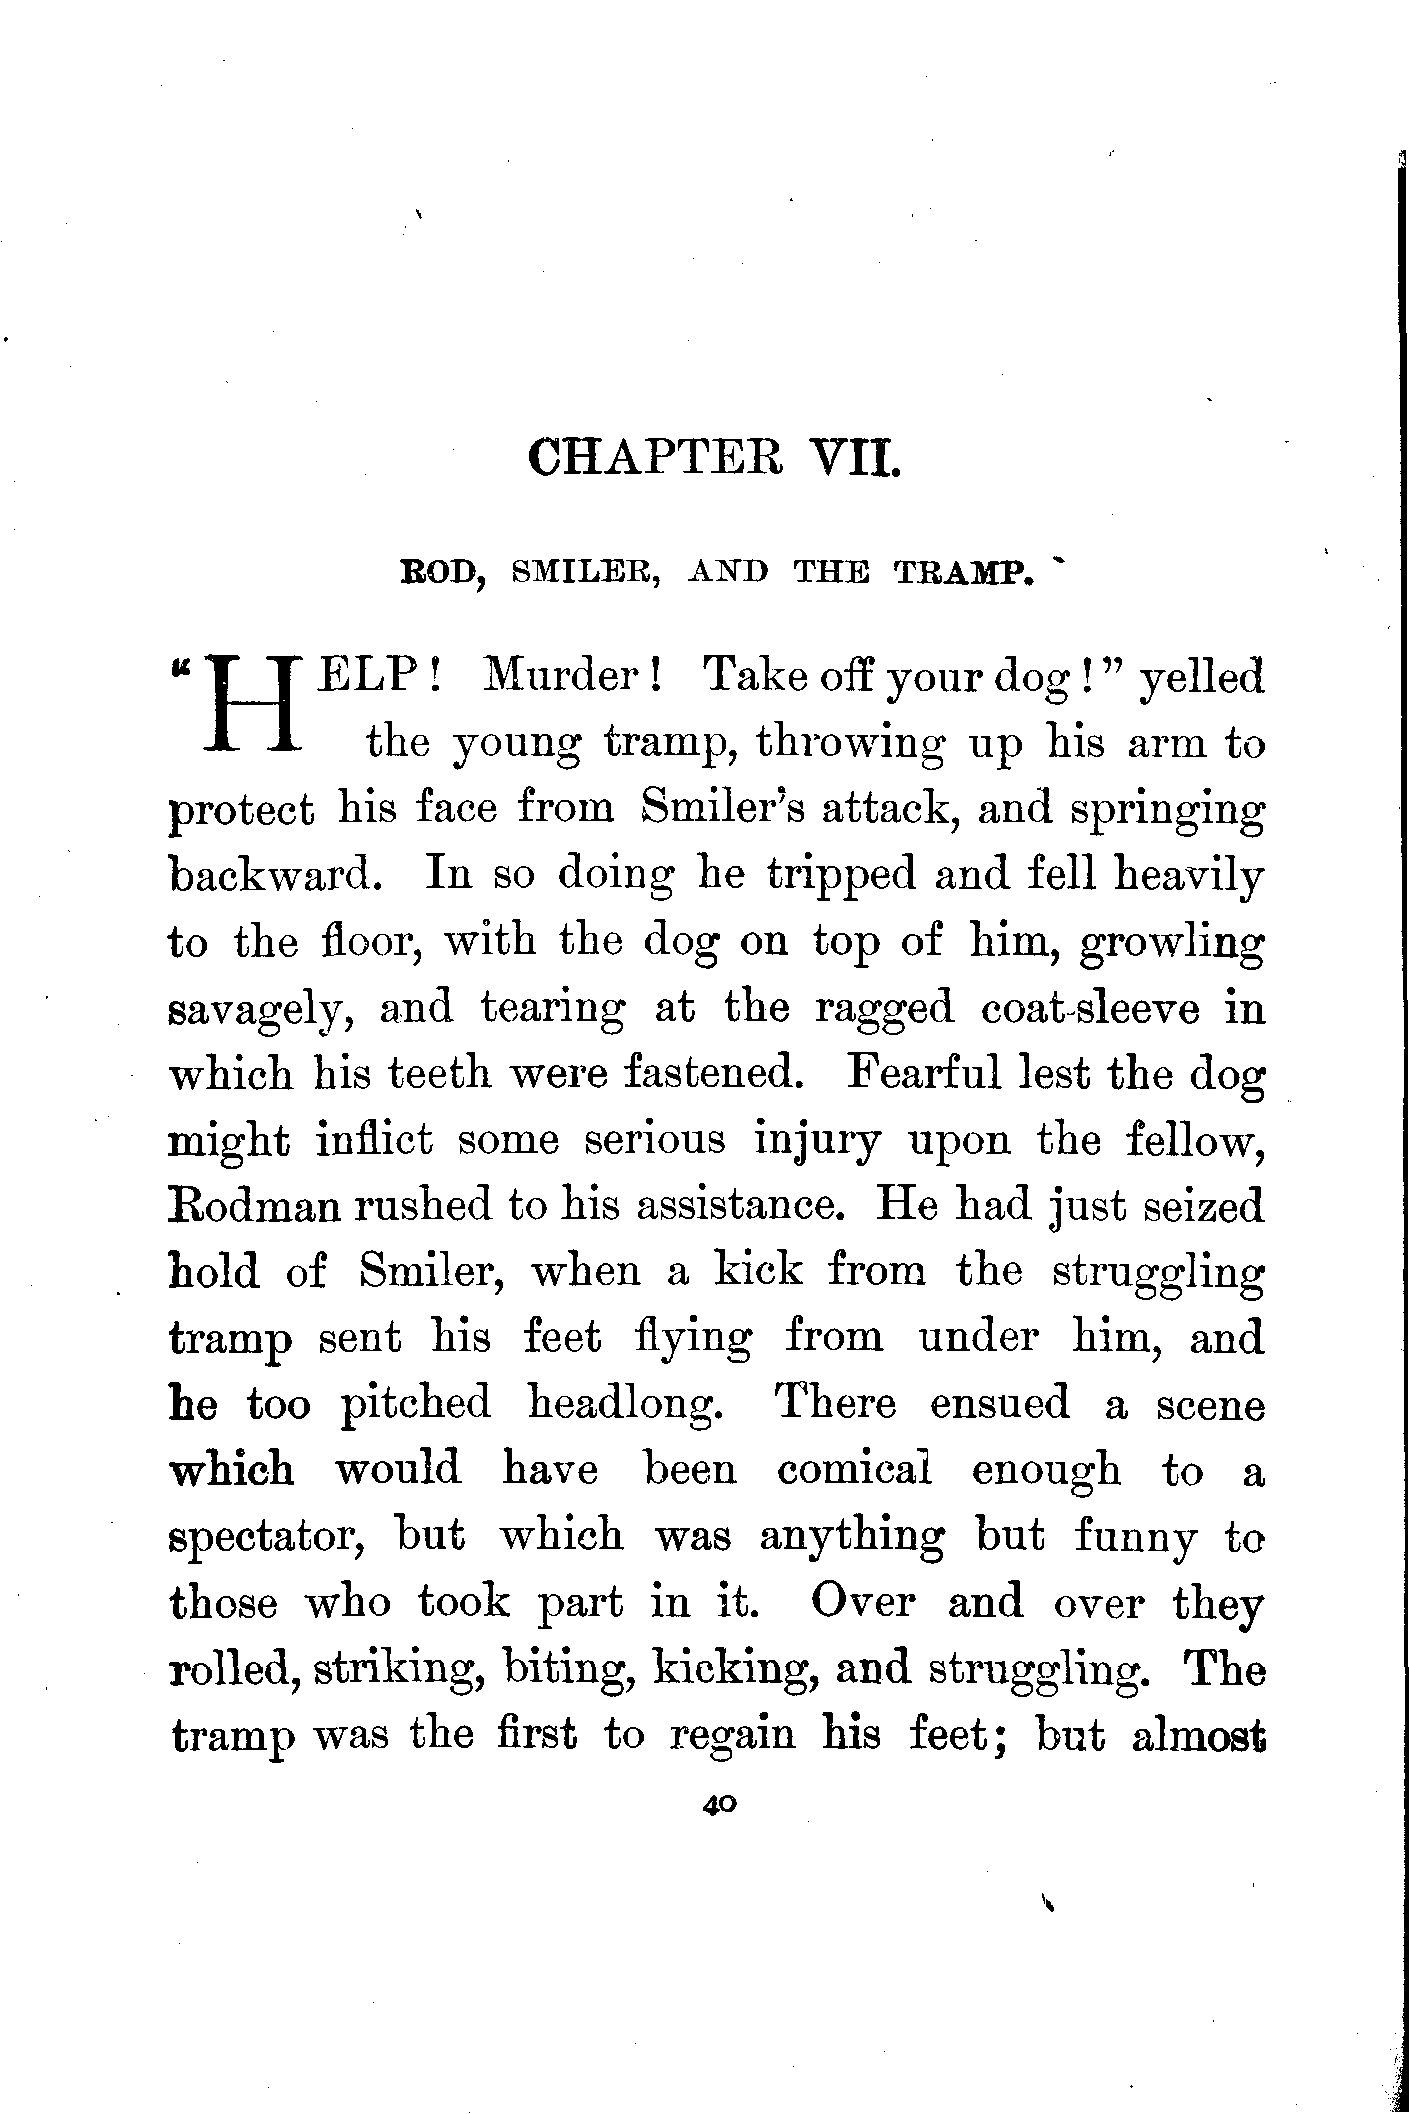 CHAPTER VII.
ROD, SMILER, AND THE TRAMP.
"HELP! Murder! Take off your dog!" yelled
the young tramp, throwing up his arm to
protect his face from Smiler's attack, and springing
backward. In so doing he tripped and fell heavily
to the floor, with the dog on top of him, growling
savagely, and tearing at the ragged coat-sleeve in
which his teeth were fastened. Fearful lest the dog
might inflict some serious injury upon the fellow,
Rodman rushed to his assistance. He had just seized
hold of Smiler, when a kick from the struggling
tramp sent his feet flying from under him, and
he too pitched headlong. There ensued a scene
which would have been comical enough to a
spectator, but which was anything but funny to
those who took part in it. Over and over they
rolled, striking, biting, kicking, and struggling. The
tramp was the first to regain his feet; but almost
40